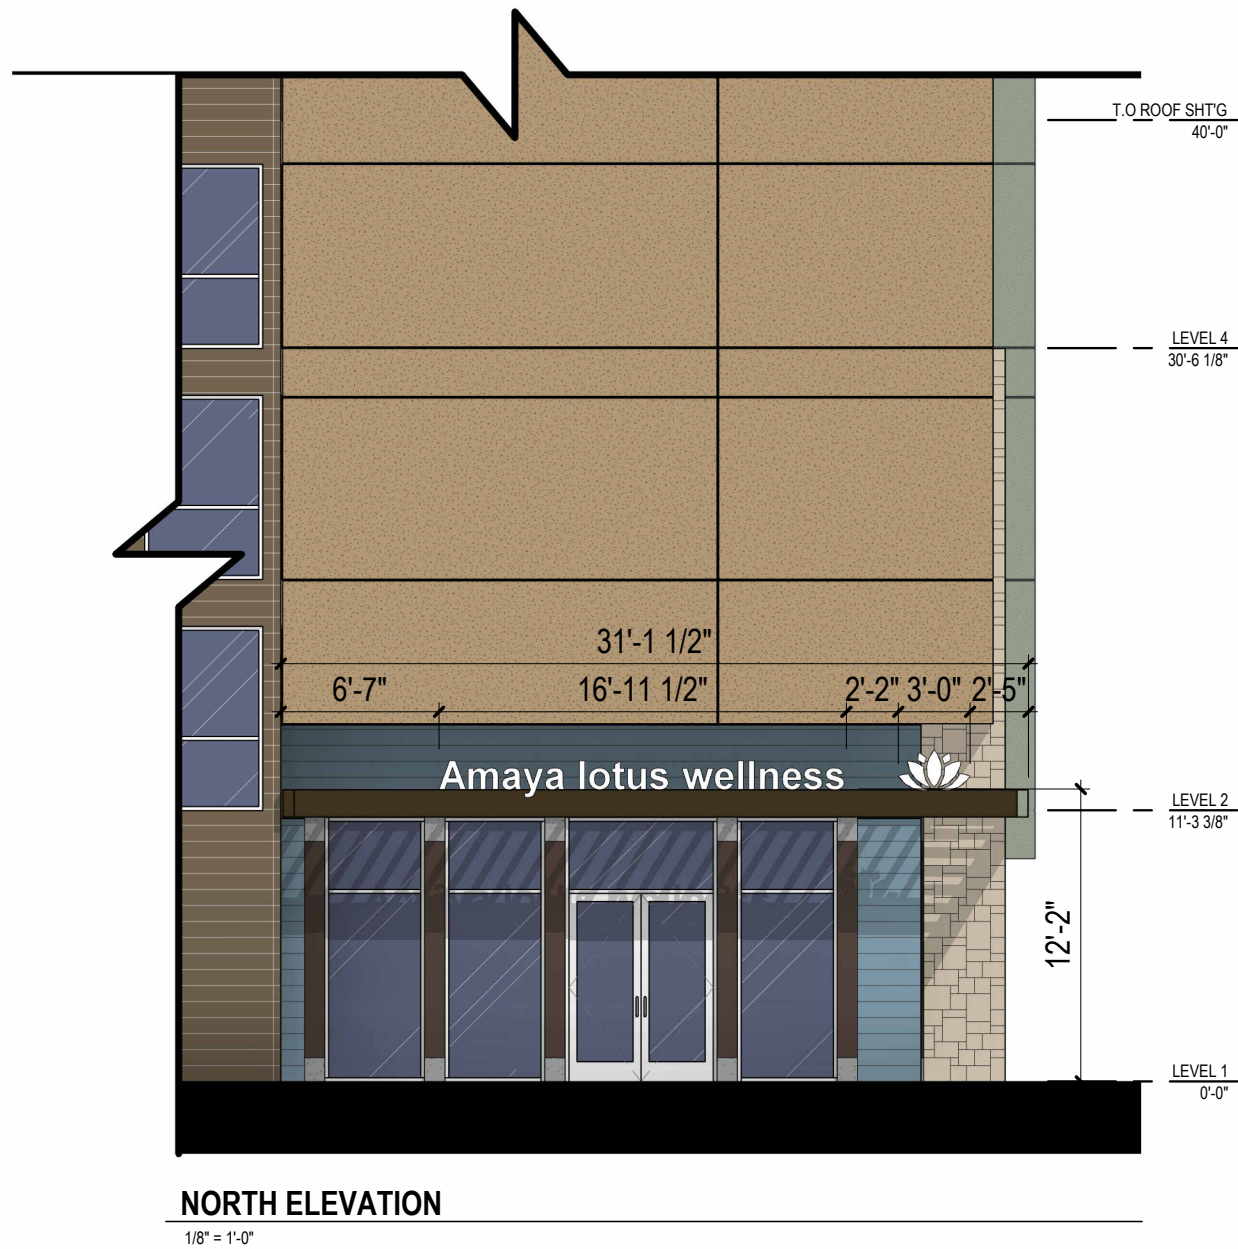 T.O ROOF SHT'G
40'-0"
LEVEL 4
30'-6 1/8"
31'-1 1/2"
6'-7" 16'-11 1/2" 2'-2" 3'-0" 2'-5"
Amaya lotus wellness
LEVEL 2
11'-3 3/8"
12'-2"
LEVEL 1
0'-0"
NORTH ELEVATION
1/8" = 1'-0"